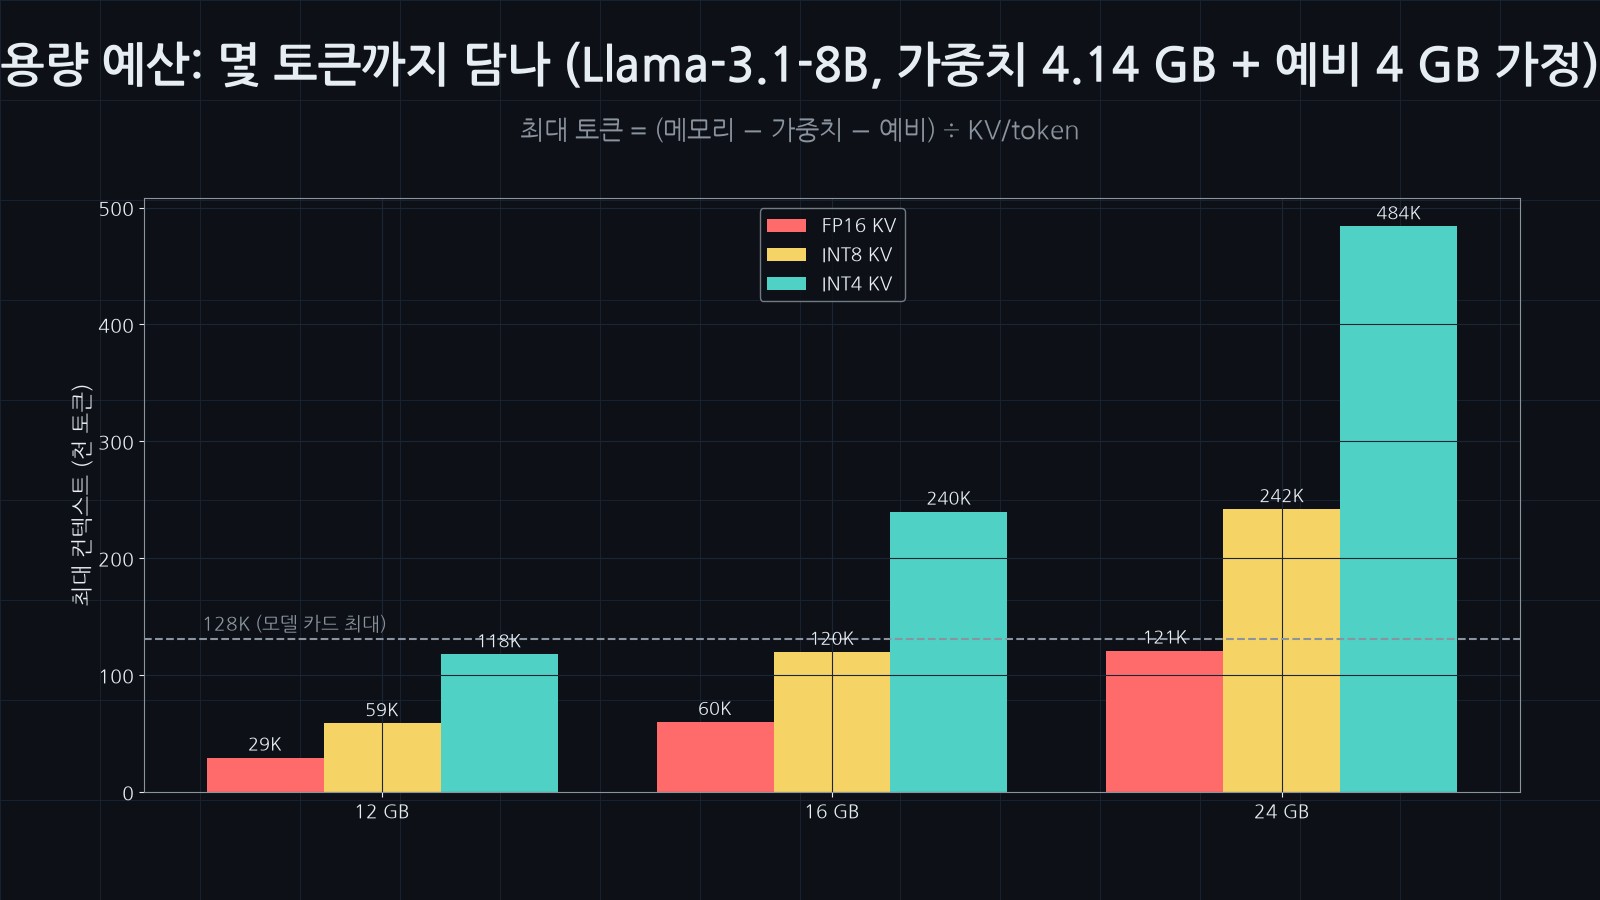 용량 예산: 몇 토큰까지 담나 (Llama-3.1-8B, 가중치 4.14 GB + 예비 4 GB 가정)
최대 토큰 = (메모리 − 가중치 − 예비) ÷ KV/token
FP16 KV
INT8 KV
INT4 KV
최대 컨텍스트 (천 토큰)
500
400
300
200
100
0
128K (모델 카드 최대)
29K
59K
118K
60K
120K
240K
121K
242K
484K
12 GB
16 GB
24 GB